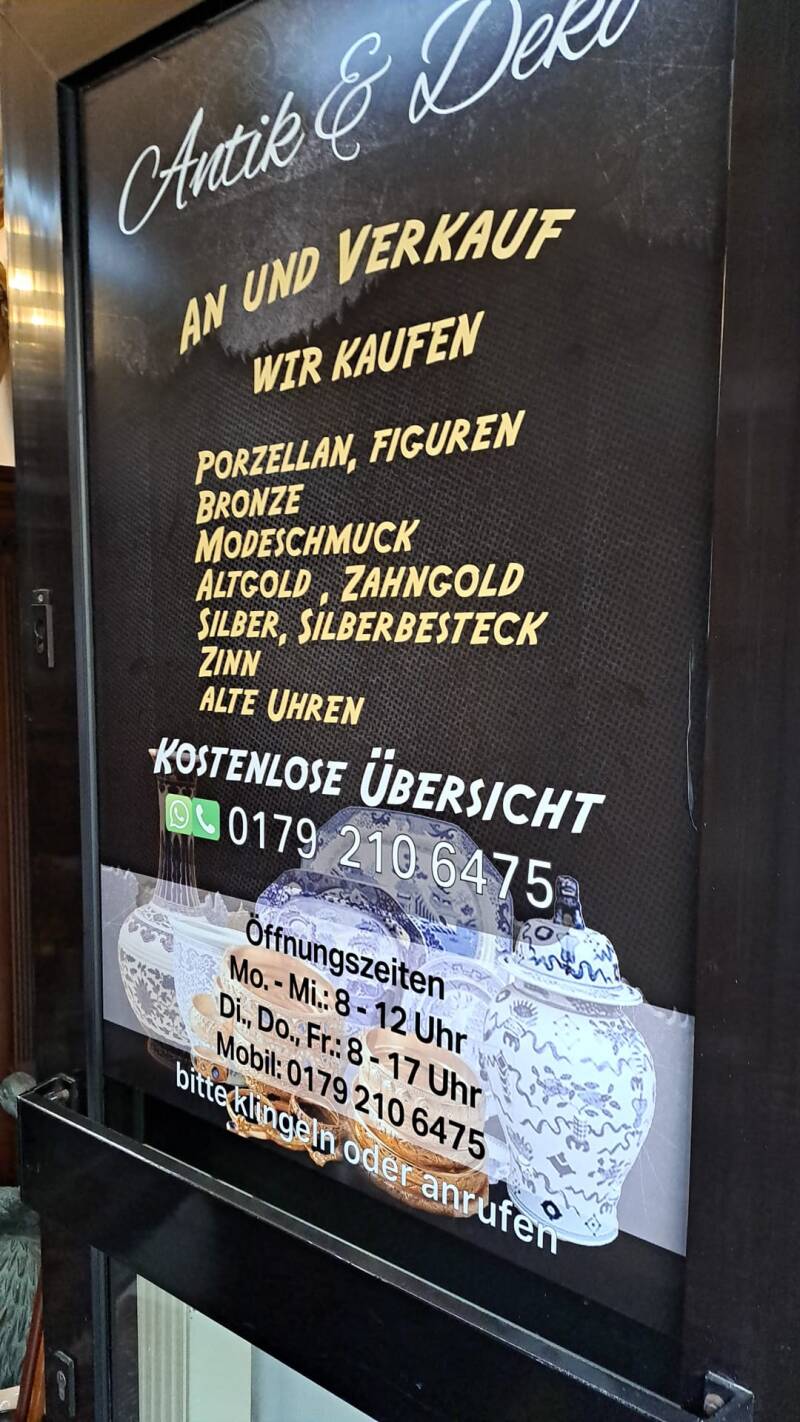 Antik & Deko
AN UND VERKAUF
WIR KAUFEN
PORZELLAN, FIGUREN
BRONZE
MODESCHMUCK
ALTGOLD , ZAHNGOLD
SILBER, SILBERBESTECK
ZINN
ALTE UHREN
KOSTENLOSE ÜBERSICHT
0179 210 6475
Öffnungszeiten
Mo. - Mi.: 8 - 12 Uhr
Di., Do., Fr.: 8 - 17 Uhr
Mobil: 0179 210 6475
bitte klingeln oder anrufen